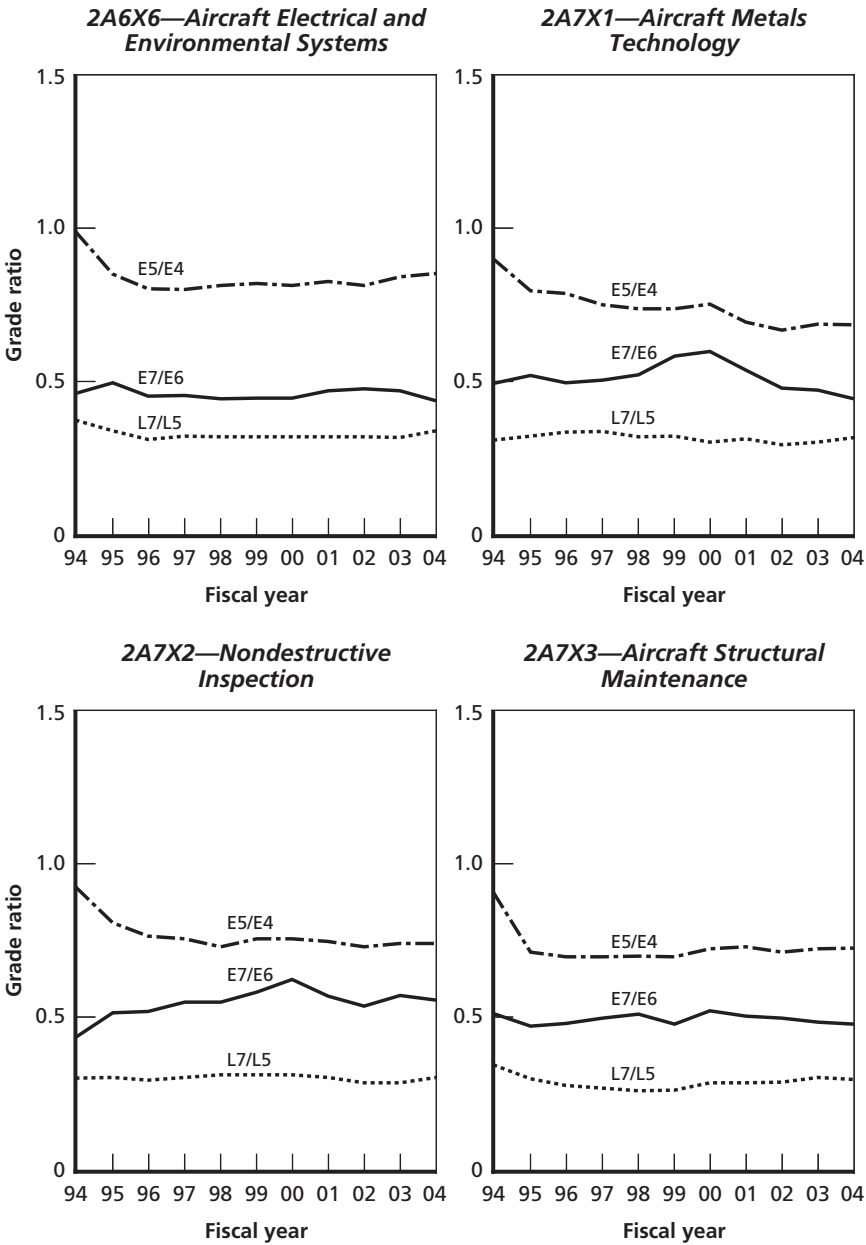 2A6X6—Aircraft Electrical and
Environmental Systems
1.5
1.0
0.5
0
Grade ratio
E5/E4
E7/E6
L7/L5
94 95 96 97 98 99 00 01 02 03 04
Fiscal year
2A7X1—Aircraft Metals
Technology
1.5
1.0
0.5
0
E5/E4
E7/E6
L7/L5
94 95 96 97 98 99 00 01 02 03 04
Fiscal year
2A7X2—Nondestructive
Inspection
1.5
1.0
0.5
0
Grade ratio
E5/E4
E7/E6
L7/L5
94 95 96 97 98 99 00 01 02 03 04
Fiscal year
2A7X3—Aircraft Structural
Maintenance
1.5
1.0
0.5
0
E5/E4
E7/E6
L7/L5
94 95 96 97 98 99 00 01 02 03 04
Fiscal year